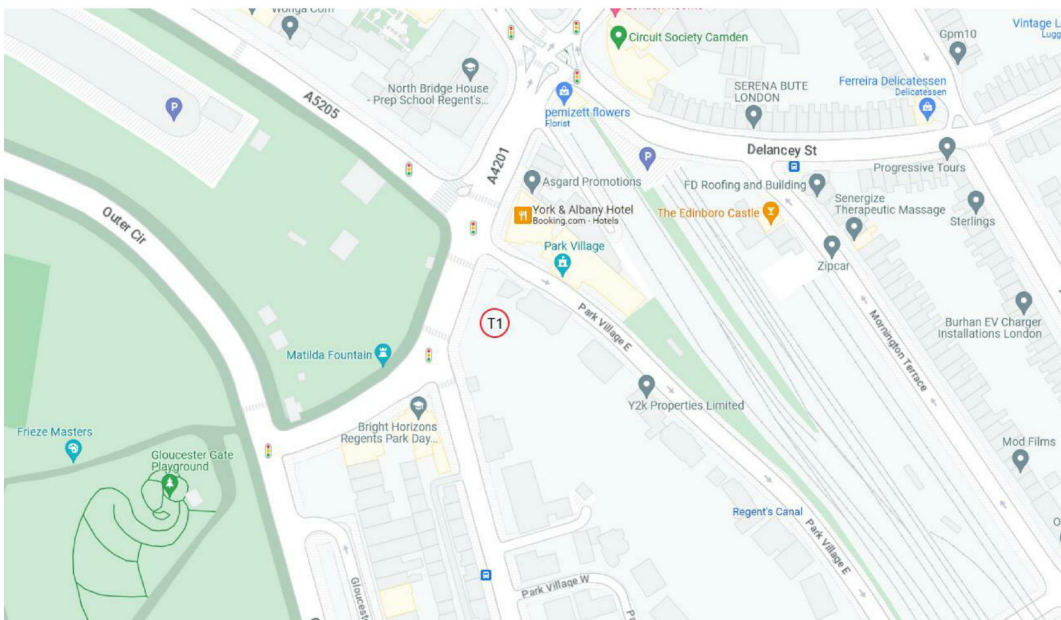 Wonga Com
London Rooms
Circuit Society Camden
Gpm10
Vintage L
Lugg
North Bridge House
- Prep School Regent's...
A5205
P
pemizett flowers
Florist
SERENA BUTE
LONDON
Ferreira Delicatessen
Delicatessen
A4201
P
Delancey St
Progressive Tours
Asgard Promotions
FD Roofing and Building
Senergize
Therapeutic Massage
York & Albany Hotel
Booking.com - Hotels
The Edinboro Castle
Sterlings
Outer Cir
Park Village
Zipcar
T1
Park Village E
Mornington Terrace
Burhan EV Charger
Installations London
Matilda Fountain
Y2k Properties Limited
Bright Horizons
Regents Park Day...
Frieze Masters
Gloucester Gate
Playground
Mod Films
Regent's Canal
Park Village E
O
Park Village W
Glouceste
Pa